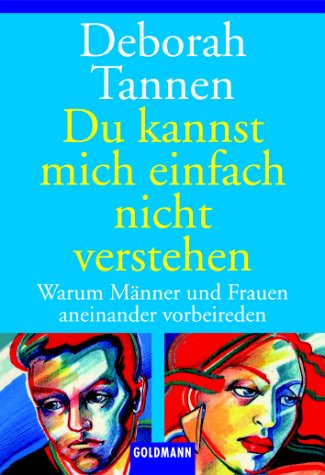 Deborah
Tannen
Du kannst
mich einfach
nicht
verstehen
Warum Männer und Frauen
aneinander vorbeireden
GOLDMANN